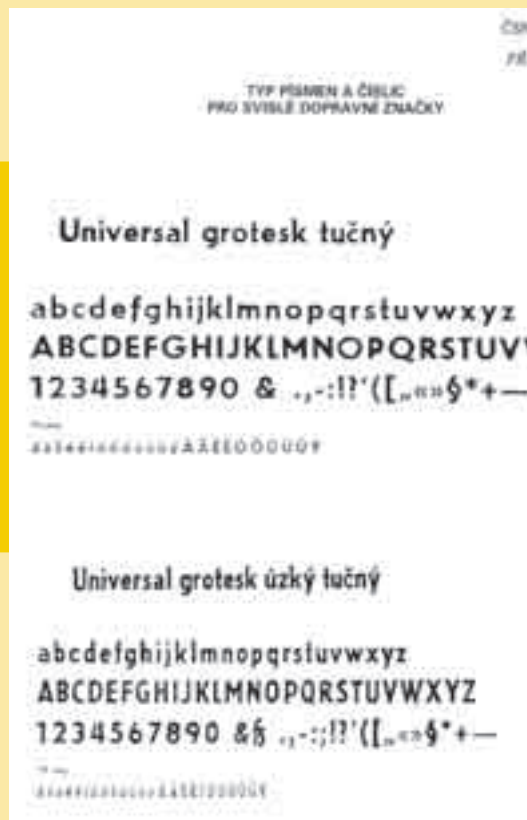 ČSN
TYP PÍSMEN A ČÍSLIC
PRO SVISLÉ DOPRAVNÍ ZNAČKY
Universal grotesk tučný
abcdefghijklmnopqrstuvwxyz
ABCDEFGHIJKLMNOPQRSTUV
1234567890 & .,-:!?'([„«»§*+—
Universal grotesk úzký tučný
abcdefghijklmnopqrstuvwxyz
ABCDEFGHIJKLMNOPQRSTUVWXYZ
1234567890 &§ .,-:;!?'([„«»§*+—